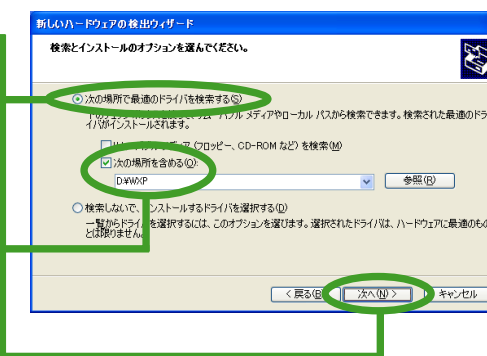 新しいハードウェアの検出ウィザード
検索とインストールのオプションを選んでください。
次の場所で最適のドライバを検索する(S)
メディアやローカル パスから検索できます。検索された最適のドラ
イバがインストールされます。
(フロッピー、CD-ROM など) を検索(M)
次の場所を含める(O):
D:¥WXP
参照(R)
検索しないで、インストールするドライバを選択する(D)
一覧からドライバを選択するには、このオプションを選びます。選択されたドライバは、ハードウェアに最適のもの
とは限りません。
< 戻る(B)
次へ(N) >
キャンセル